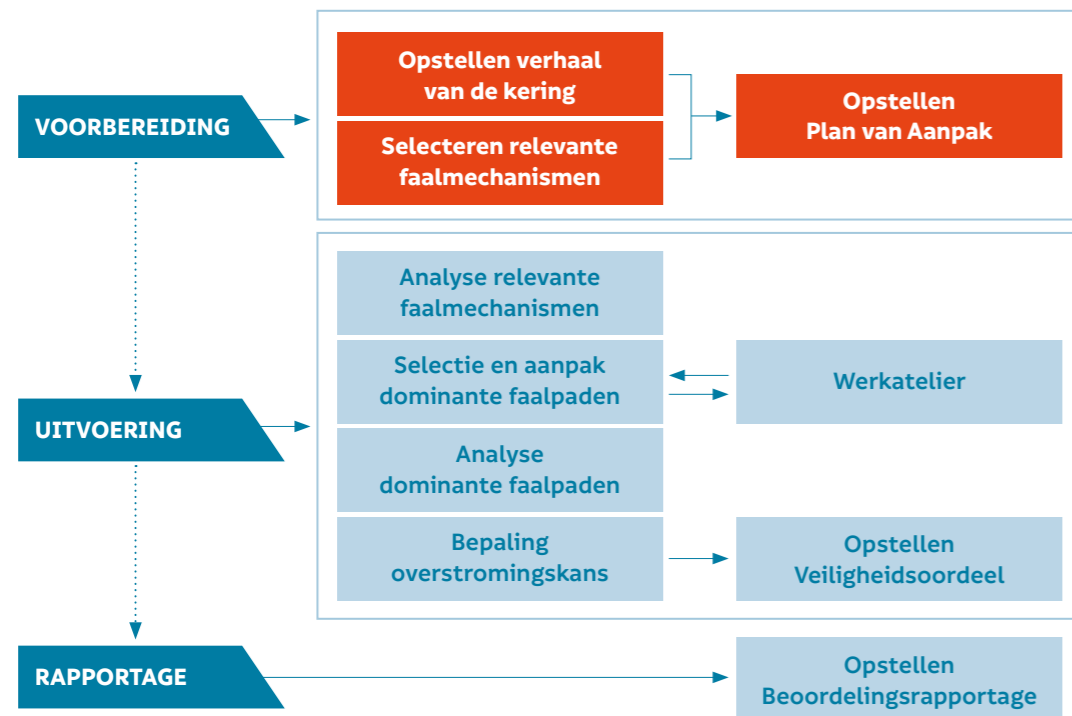 VOORBEREIDING
Opstellen verhaal
van de kering
Selecteren relevante
faalmechanismen
Opstellen
Plan van Aanpak
UITVOERING
Analyse relevante
faalmechanismen
Selectie en aanpak
dominante faalpaden
Werkatelier
Analyse
dominante faalpaden
Bepaling
overstromingskans
Opstellen
Veiligheidsoordeel
RAPPORTAGE
Opstellen
Beoordelingsrapportage